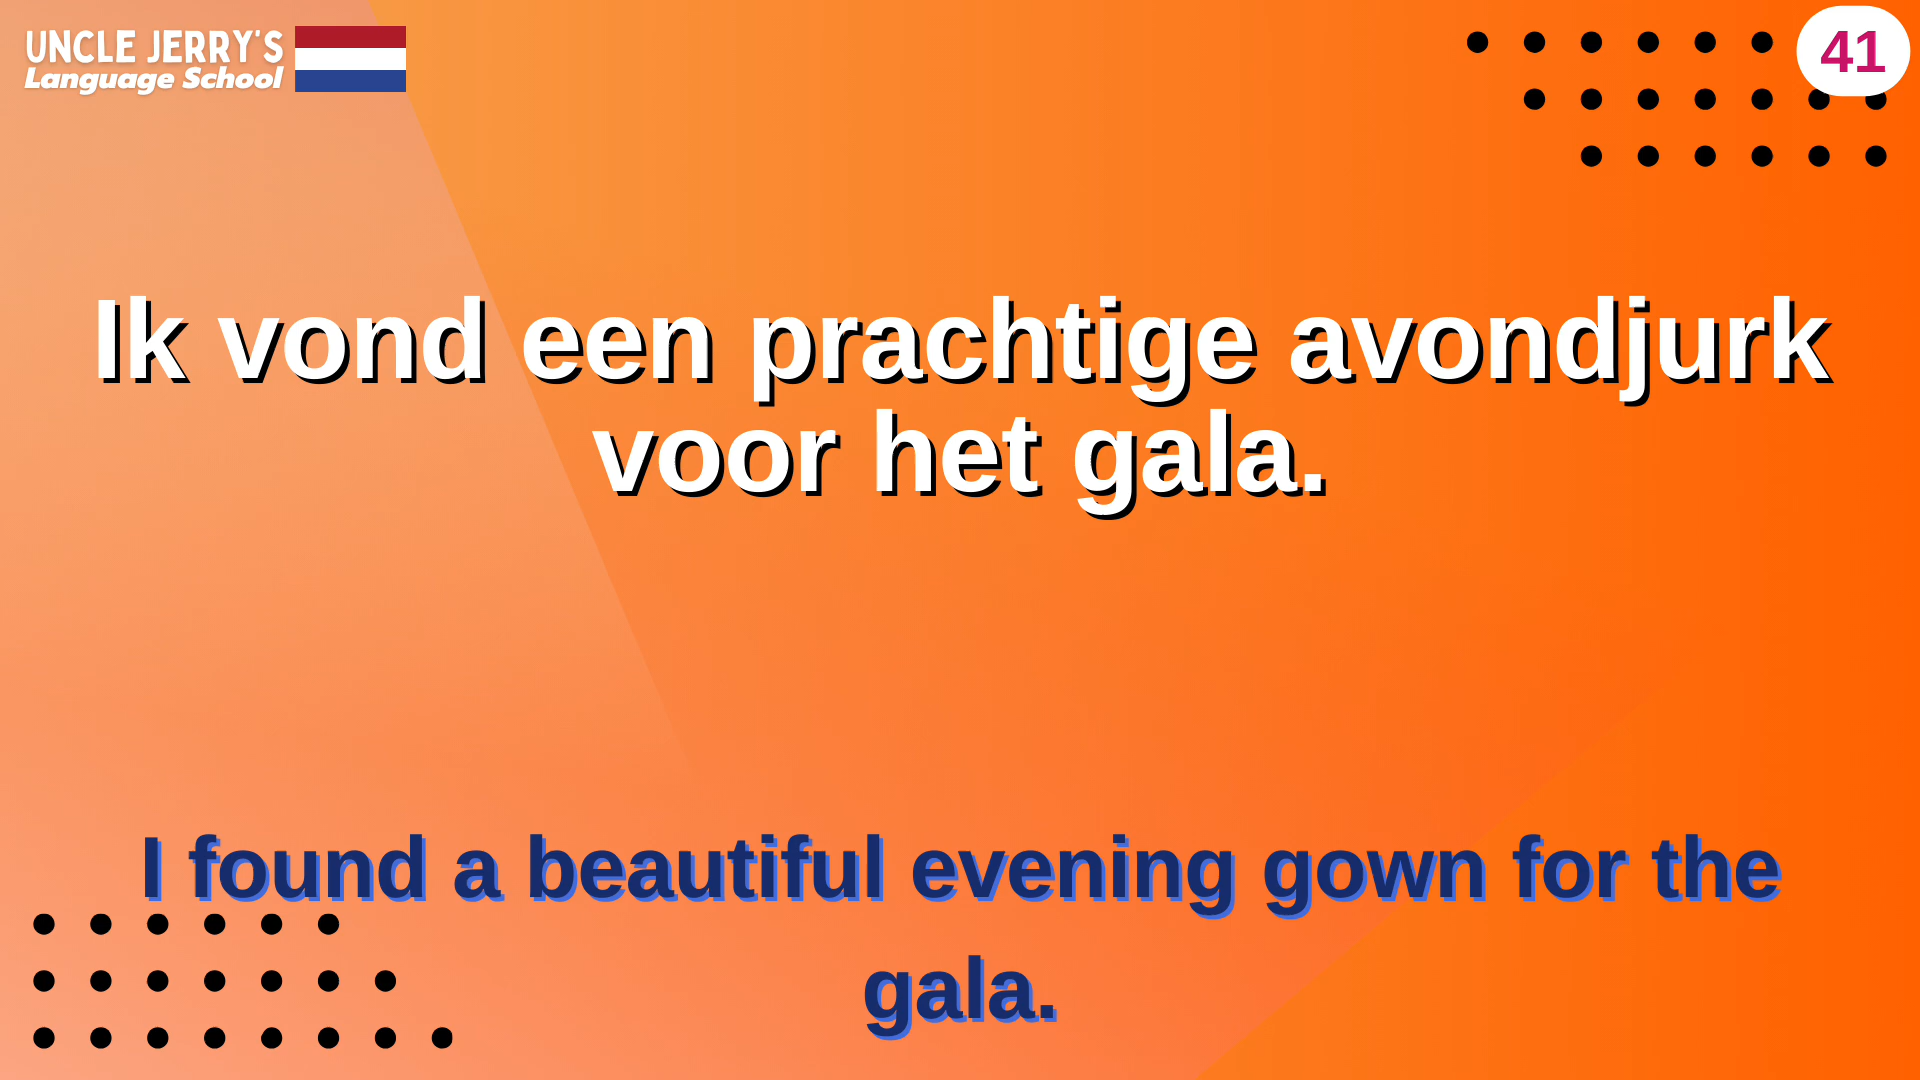 UNCLE JERRY'S
Language School
41
Ik vond een prachtige avondjurk
voor het gala.
I found a beautiful evening gown for the
gala.